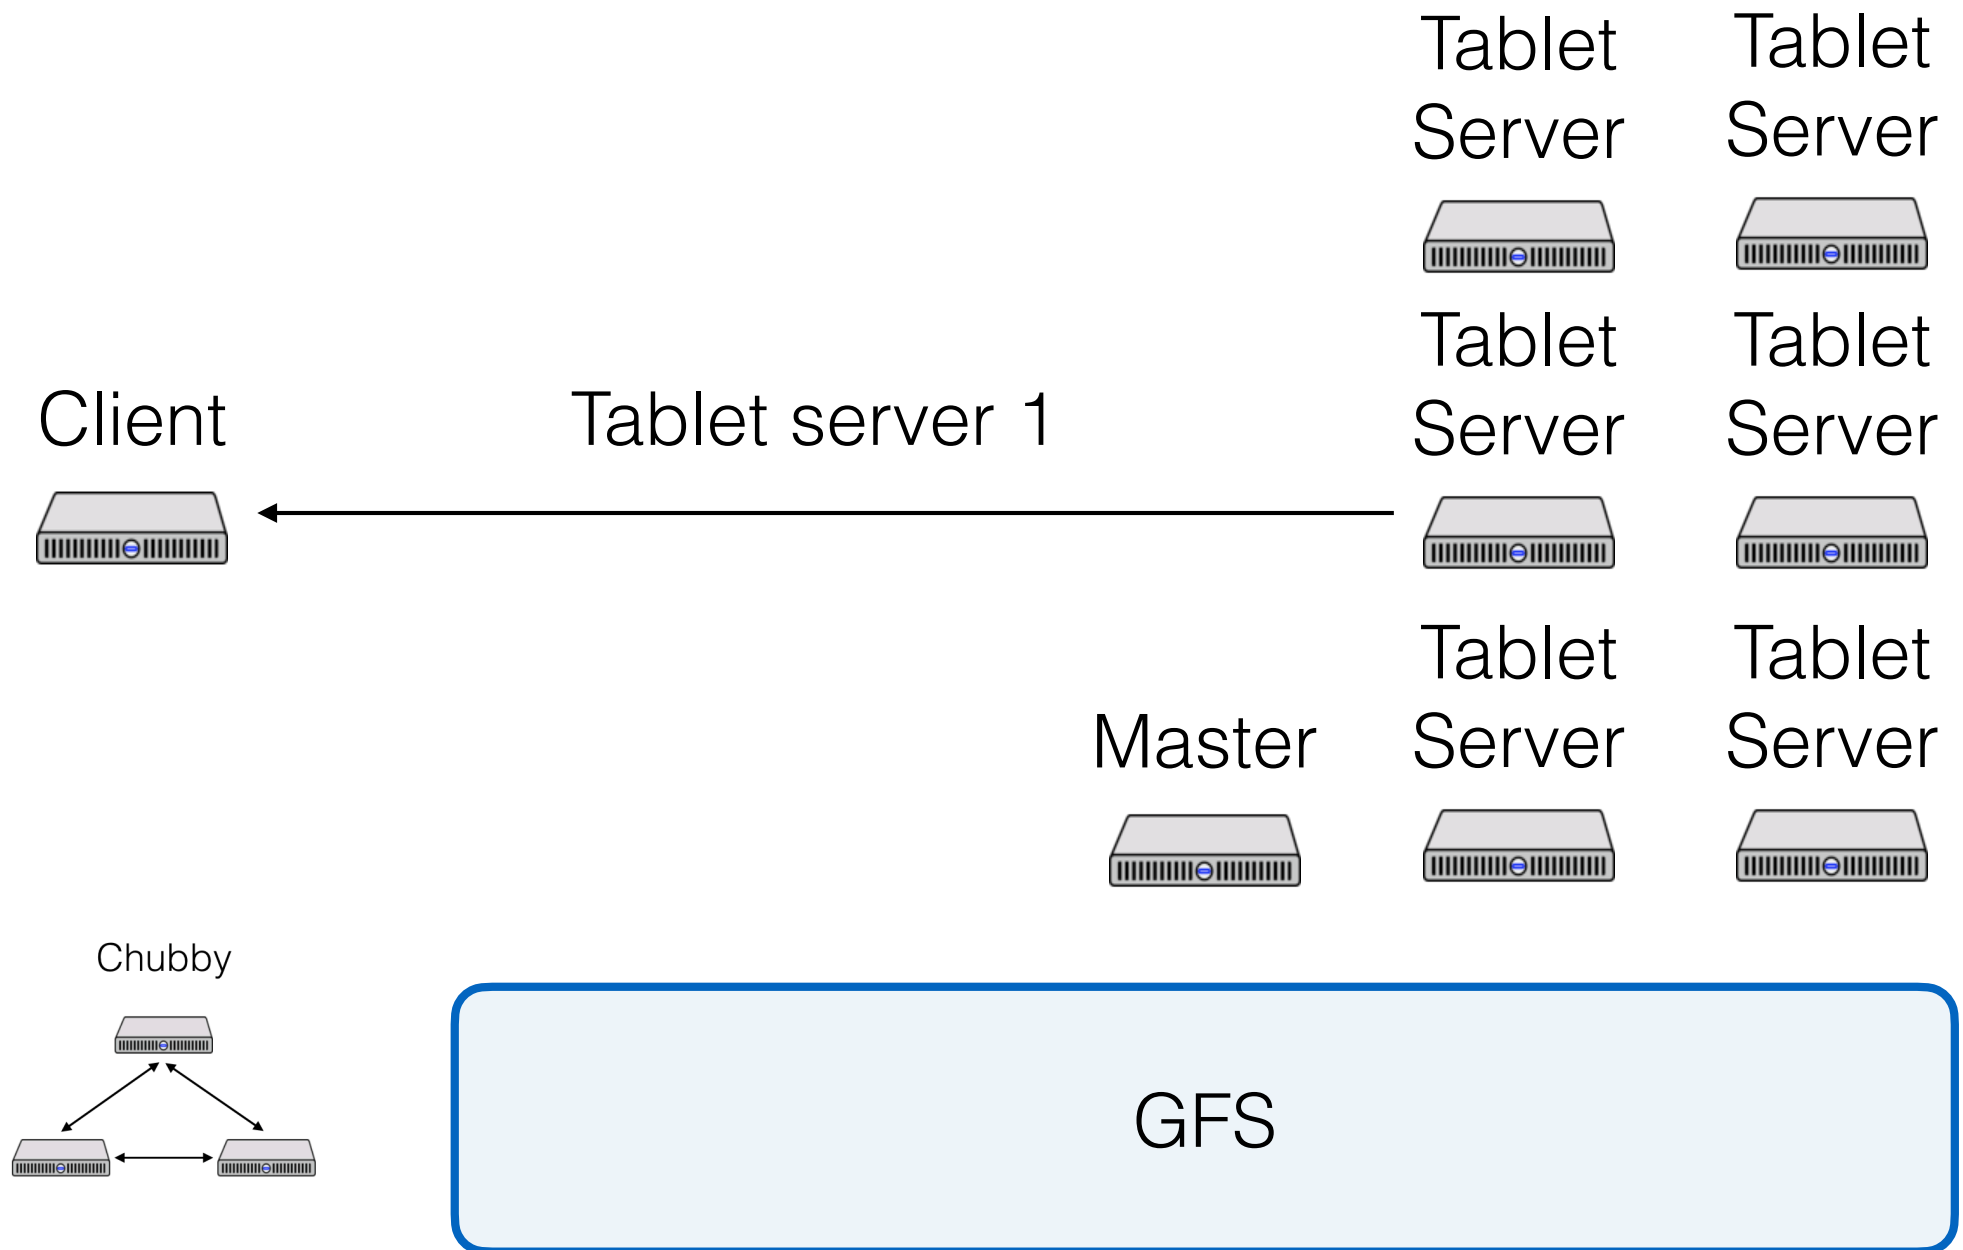 Tablet
Server
Tablet
Server
Client
Tablet server 1
Tablet
Server
Tablet
Server
Master
Tablet
Server
Tablet
Server
Chubby
GFS